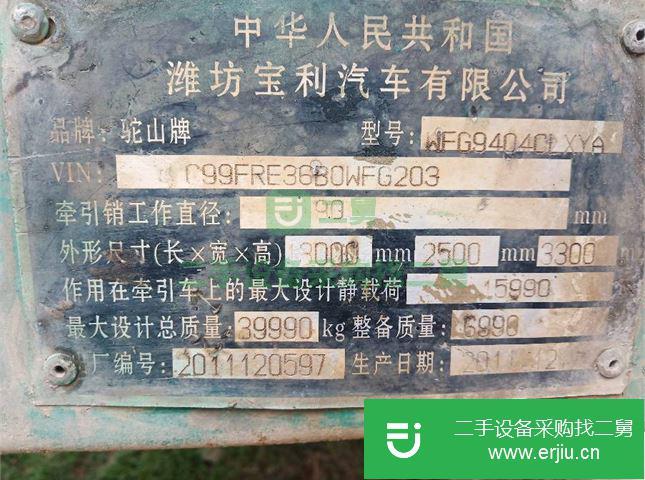 中华人民共和国
潍坊宝利汽车有限公司
品牌: 驼山牌 型号: WFG9404CLXYA
VIN: C99FRE36B0WFG203
牵引销工作直径: 90 mm
外形尺寸(长×宽×高) 3000 mm 2500 mm 3300 m
作用在牵引车上的最大设计静载荷 15990
最大设计总质量: 39990 kg 整备质量: 6990
厂编号: 2011120597 生产日期: 2011
二手设备采购找二舅
www.erjiu.cn